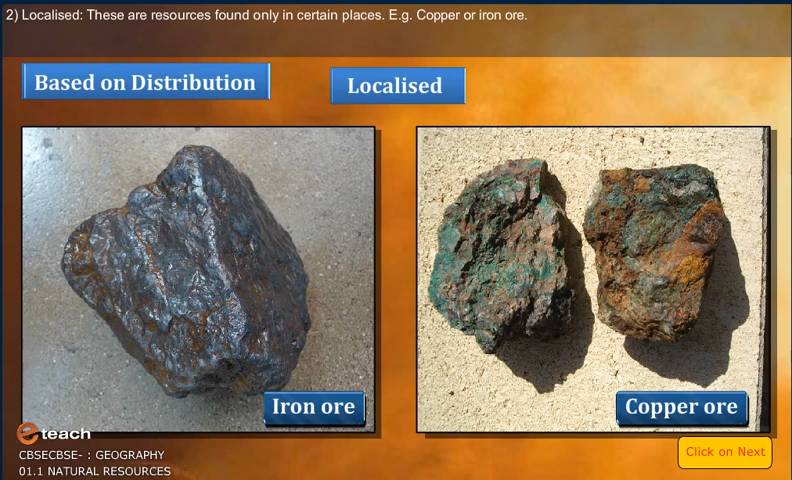 2) Localised: These are resources found only in certain places. E.g. Copper or iron ore.
Based on Distribution
Localised
Iron ore
Copper ore
eteach
CBSECBSE- : GEOGRAPHY
01.1 NATURAL RESOURCES
Click on Next